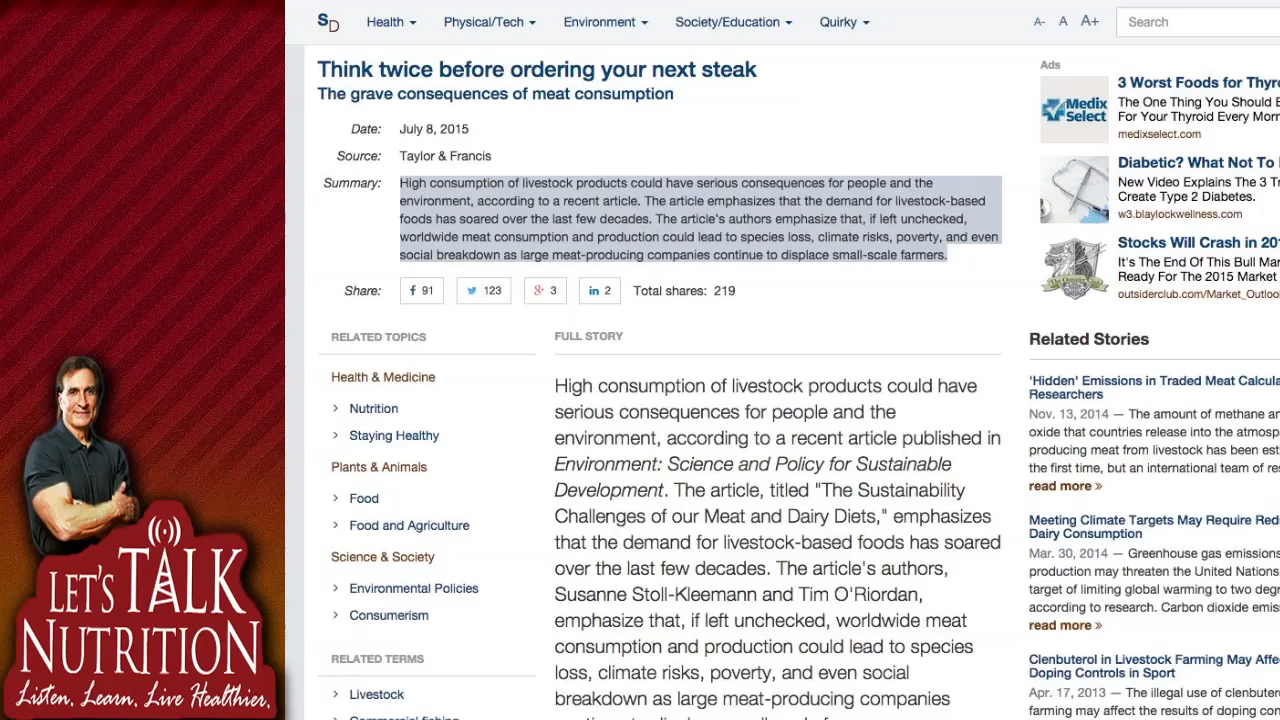 SD
Health
Physical/Tech
Environment
Society/Education
Quirky
A- A A+
Search
Think twice before ordering your next steak
The grave consequences of meat consumption
Date: July 8, 2015
Source: Taylor & Francis
Summary: High consumption of livestock products could have serious consequences for people and the
environment, according to a recent article. The article emphasizes that the demand for livestock-based
foods has soared over the last few decades. The article's authors emphasize that, if left unchecked,
worldwide meat consumption and production could lead to species loss, climate risks, poverty, and even
social breakdown as large meat-producing companies continue to displace small-scale farmers.
Share: 91 123 3 2 Total shares: 219
RELATED TOPICS
Health & Medicine
Nutrition
Staying Healthy
Plants & Animals
Food
Food and Agriculture
Science & Society
Environmental Policies
Consumerism
RELATED TERMS
Livestock
Commercial fishing
FULL STORY
High consumption of livestock products could have
serious consequences for people and the
environment, according to a recent article published in
Environment: Science and Policy for Sustainable
Development. The article, titled "The Sustainability
Challenges of our Meat and Dairy Diets," emphasizes
that the demand for livestock-based foods has soared
over the last few decades. The article's authors,
Susanne Stoll-Kleemann and Tim O'Riordan,
emphasize that, if left unchecked, worldwide meat
consumption and production could lead to species
loss, climate risks, poverty, and even social
breakdown as large meat-producing companies
Ads
Medix
Select
3 Worst Foods for Thyr
The One Thing You Should
For Your Thyroid Every Morn
medixselect.com
Diabetic? What Not To
New Video Explains The 3 T
Create Type 2 Diabetes.
w3.blaylockwellness.com
Stocks Will Crash in 201
It's The End Of This Bull Mar
Ready For The 2015 Market
outsiderclub.com/Market_Outloo
Related Stories
'Hidden' Emissions in Traded Meat Calcula
Researchers
Nov. 13, 2014 — The amount of methane a
oxide that countries release into the atmosp
producing meat from livestock has been est
the first time, but an international team of re
read more »
Meeting Climate Targets May Require Red
Dairy Consumption
Mar. 30, 2014 — Greenhouse gas emissions
production may threaten the United Nations
target of limiting global warming to two deg
according to research. Carbon dioxide emis
read more »
Clenbuterol in Livestock Farming May Affe
Doping Controls in Sport
Apr. 17, 2013 — The illegal use of clenbuter
farming may affect the results of doping con
LET'S TALK
NUTRITION
Listen. Learn. Live Healthier.